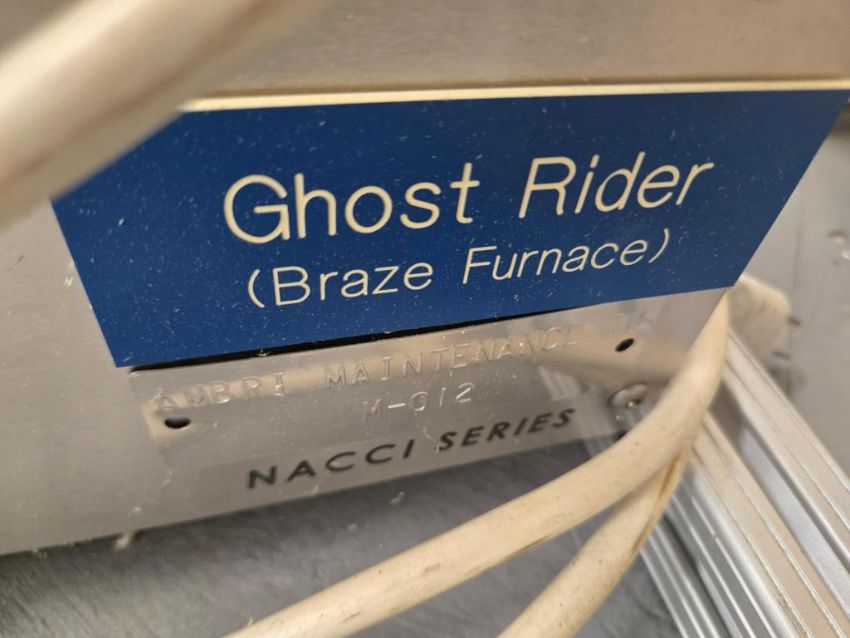 Ghost Rider
(Braze Furnace)
AMBRI MAINTENANCE
M-012
NACCI SERIES